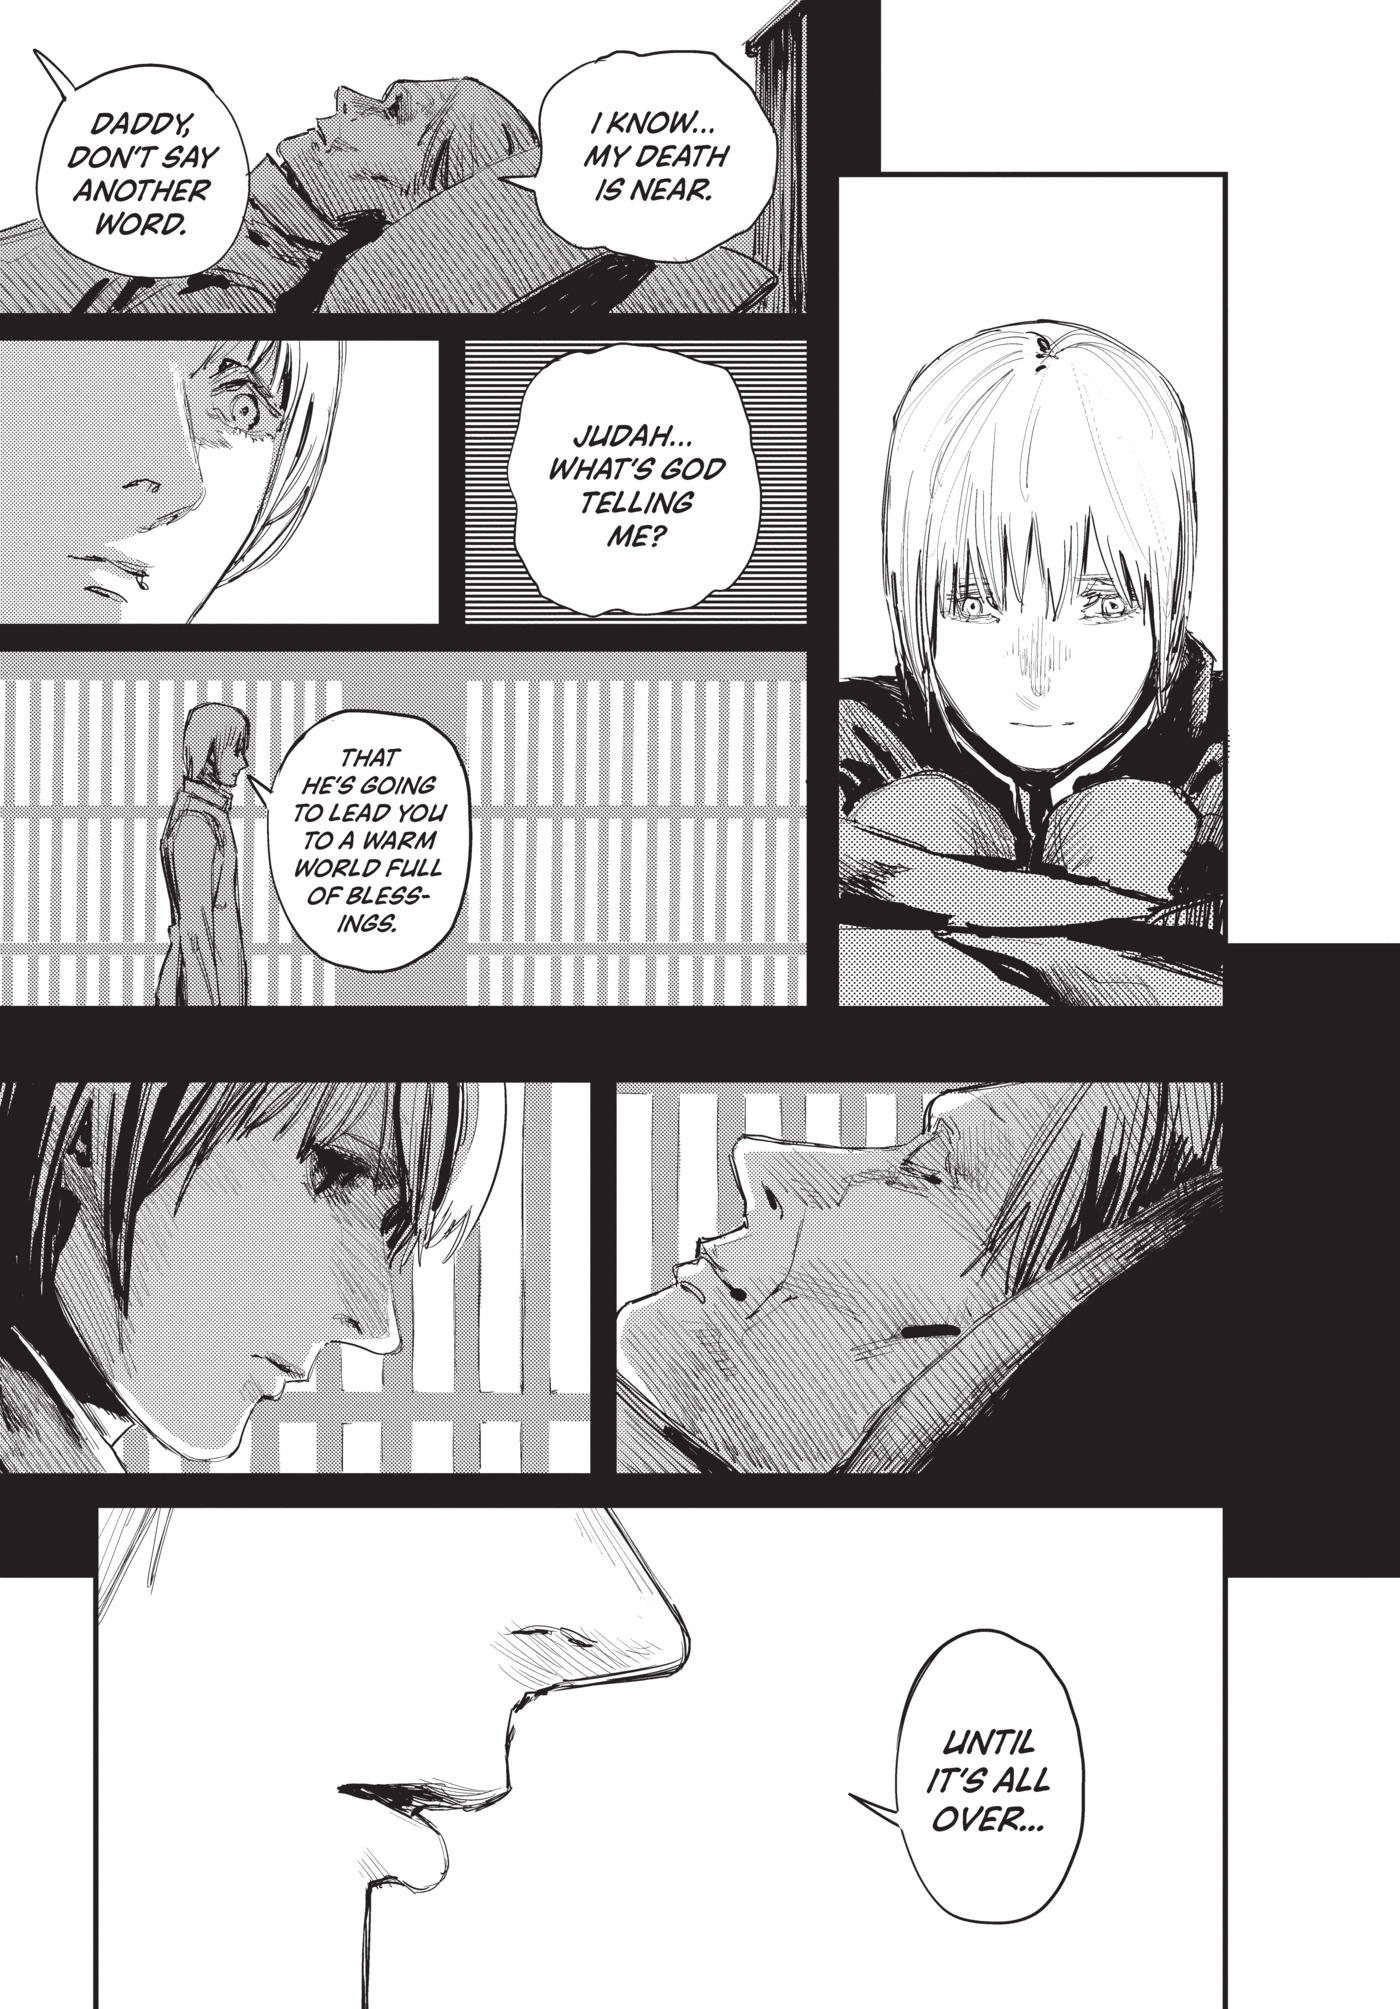 I KNOW...
MY DEATH
IS NEAR.
DADDY,
DON'T SAY
ANOTHER
WORD.
JUDAH...
WHAT'S GOD
TELLING
ME?
THAT
HE'S GOING
TO LEAD YOU
TO A WARM
WORLD FULL
OF BLESS-
INGS.
UNTIL
IT'S ALL
OVER...